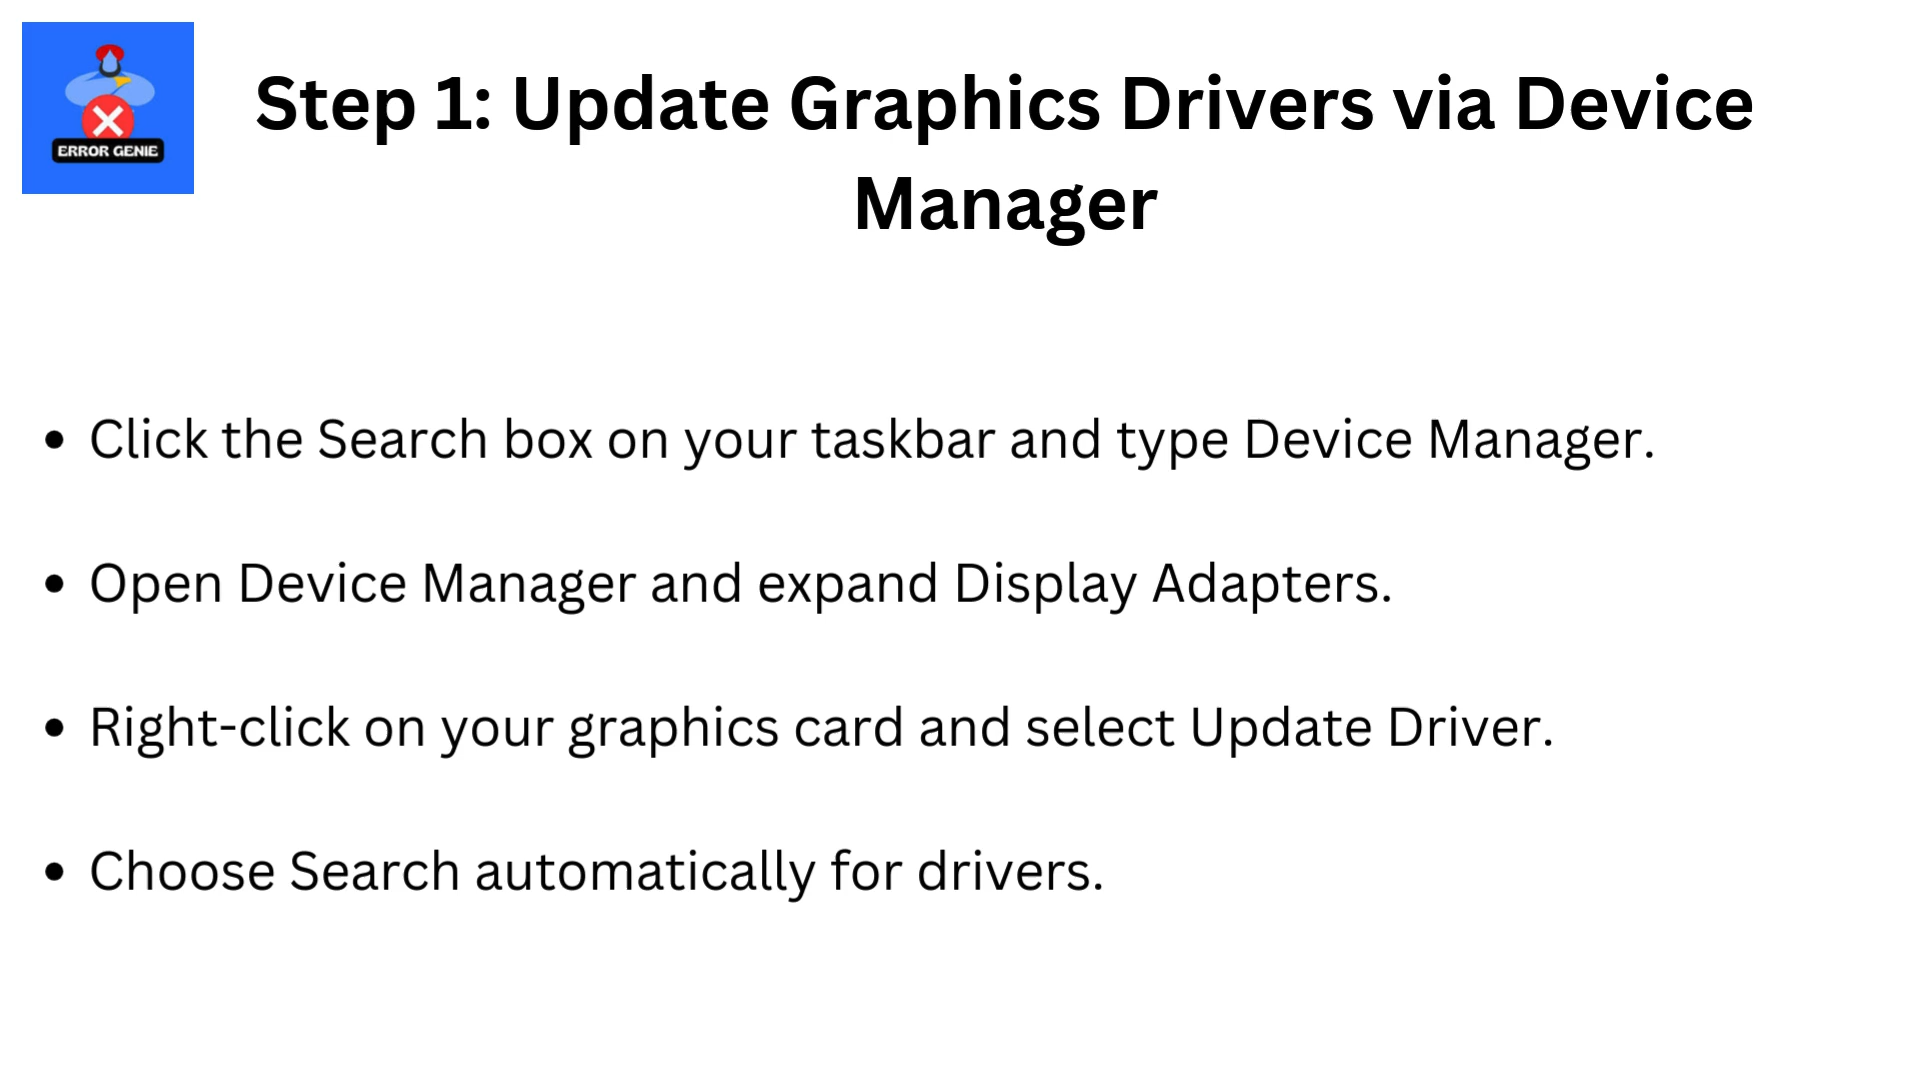 ERROR GENIE
Step 1: Update Graphics Drivers via Device
Manager
• Click the Search box on your taskbar and type Device Manager.
• Open Device Manager and expand Display Adapters.
• Right-click on your graphics card and select Update Driver.
• Choose Search automatically for drivers.